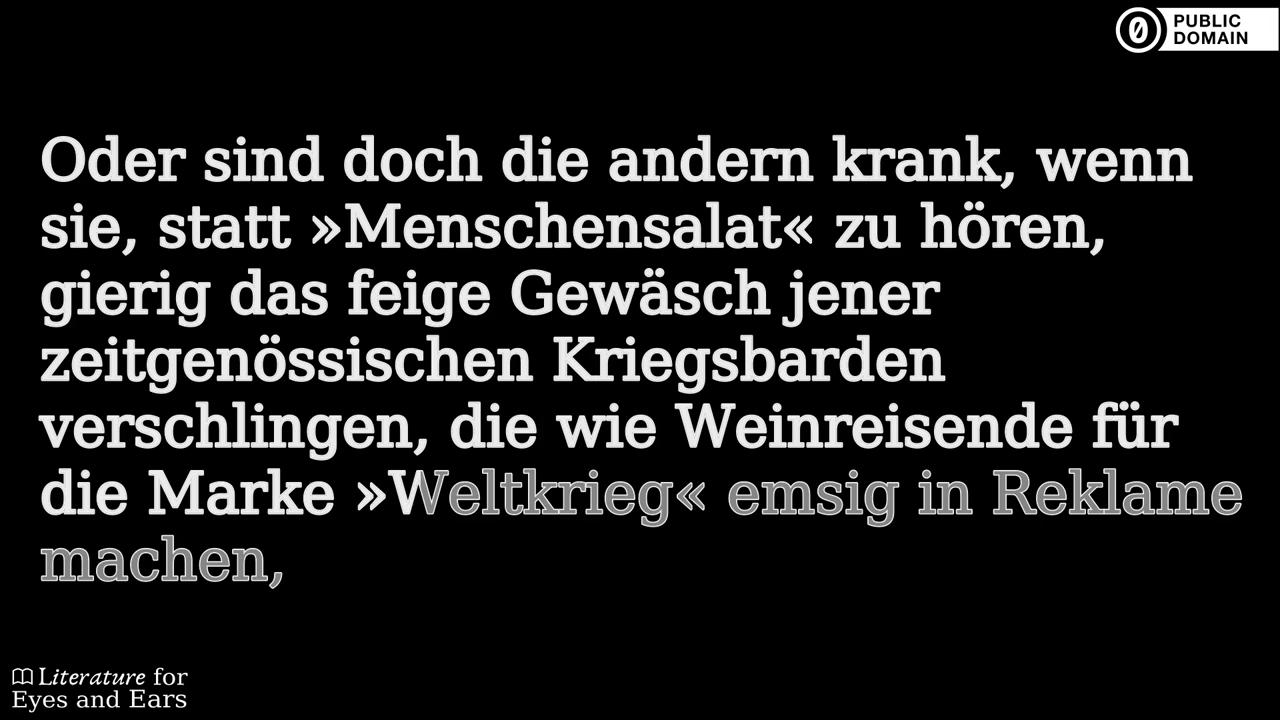 PUBLIC
DOMAIN
Oder sind doch die andern krank, wenn
sie, statt »Menschensalat« zu hören,
gierig das feige Gewäsch jener
zeitgenössischen Kriegsbarden
verschlingen, die wie Weinreisende für
die Marke »Weltkrieg« emsig in Reklame
machen,
Literature for
Eyes and Ears